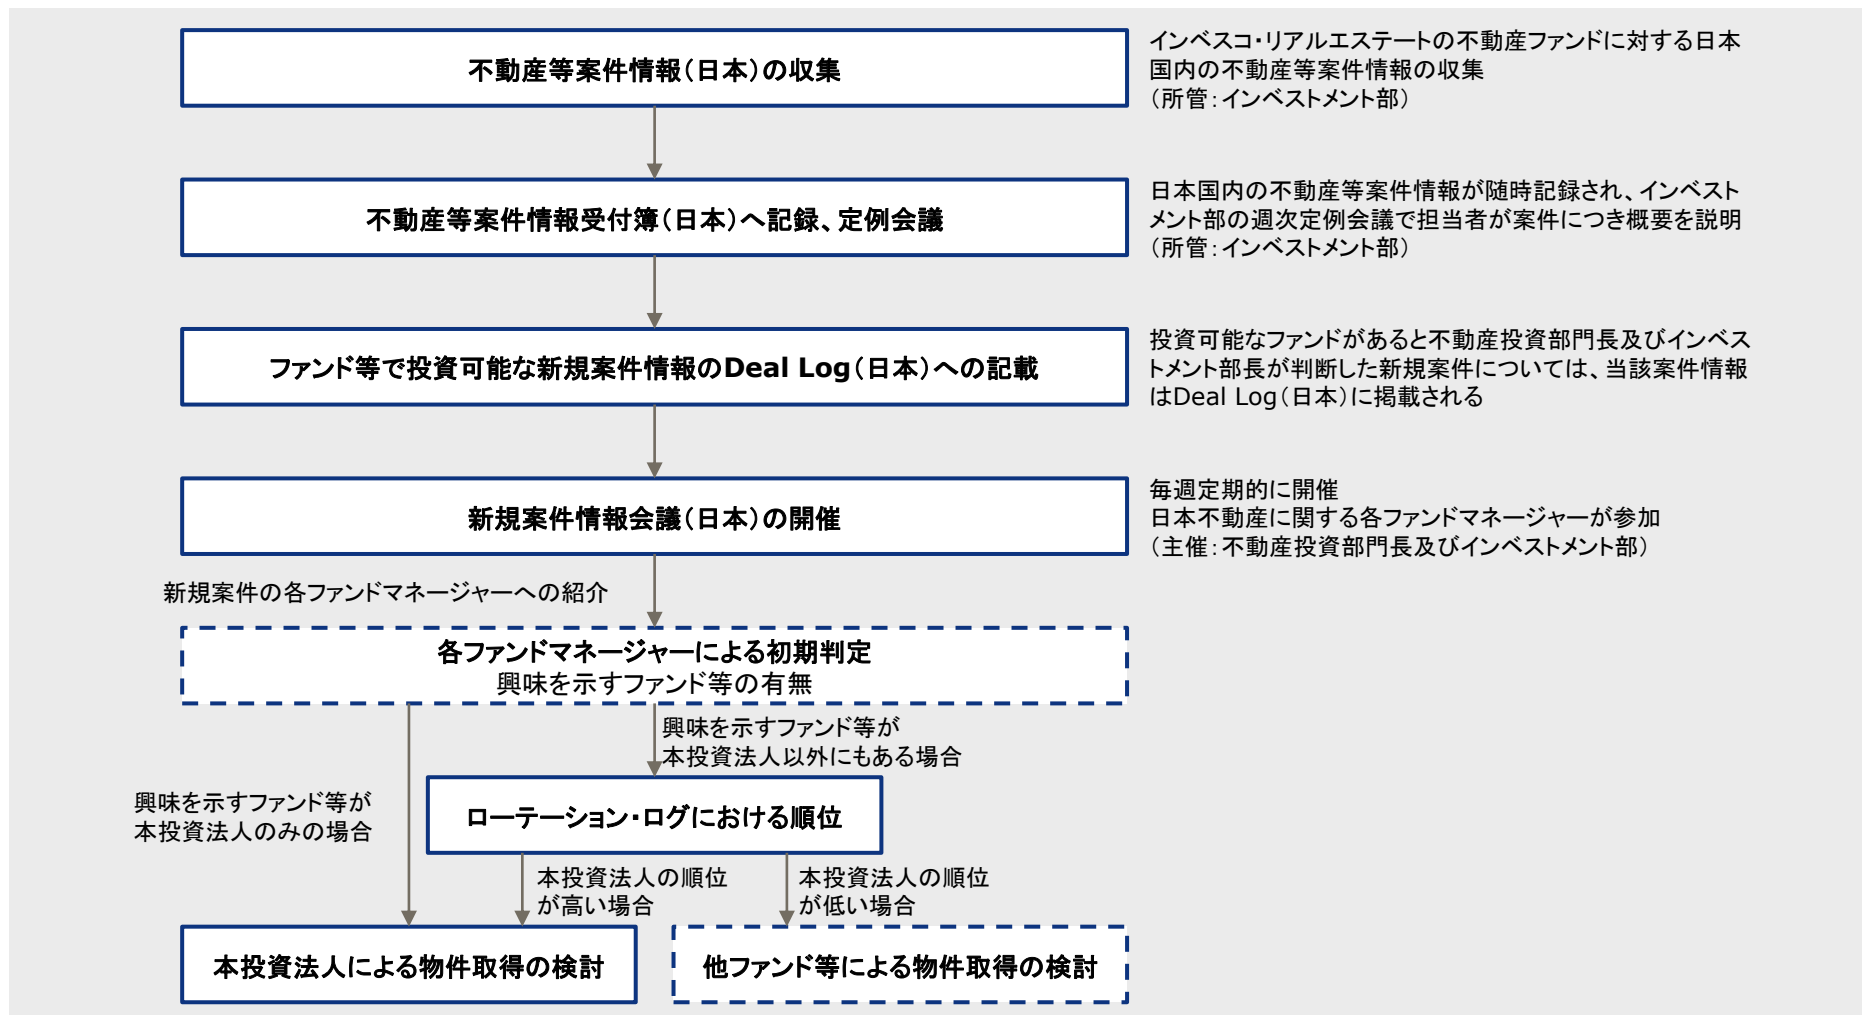 不動産等案件情報(日本)の収集
インベスコ・リアルエステートの不動産ファンドに対する日本
国内の不動産等案件情報の収集
(所管:インベストメント部)
不動産等案件情報受付簿(日本)へ記録、定例会議
日本国内の不動産等案件情報が随時記録され、インベスト
メント部の週次定例会議で担当者が案件につき概要を説明
(所管:インベストメント部)
ファンド等で投資可能な新規案件情報のDeal Log(日本)への記載
投資可能なファンドがあると不動産投資部門長及びインベス
トメント部長が判断した新規案件については、当該案件情報
はDeal Log(日本)に掲載される
新規案件情報会議(日本)の開催
毎週定期的に開催
日本不動産に関する各ファンドマネージャーが参加
(主催:不動産投資部門長及びインベストメント部)
新規案件の各ファンドマネージャーへの紹介
各ファンドマネージャーによる初期判定
興味を示すファンド等の有無
興味を示すファンド等が
本投資法人以外にもある場合
興味を示すファンド等が
本投資法人のみの場合
ローテーション・ログにおける順位
本投資法人の順位
が高い場合
本投資法人の順位
が低い場合
本投資法人による物件取得の検討
他ファンド等による物件取得の検討